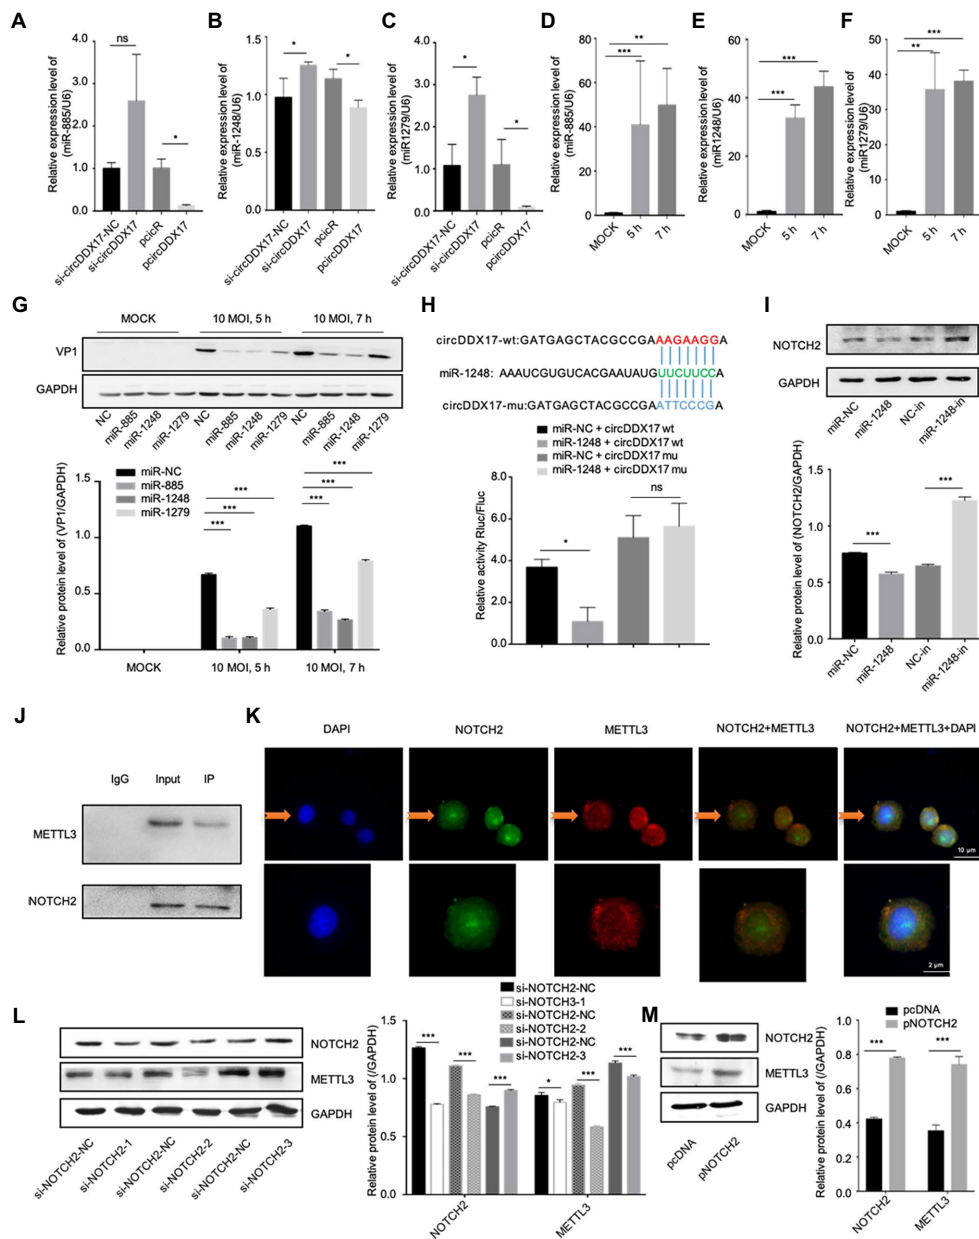 A
Relative expression level of
(miR-885/U6)
4.0
3.0
2.0
1.0
0.0
ns
*
si-circDDX17-NC
si-circDDX17
pcicR
pcircDDX17
B
Relative expression level of
(miR-1248/U6)
1.5
1.0
0.5
0.0
*
*
si-circDDX17-NC
si-circDDX17
pcicR
pcircDDX17
C
Relative expression level of
(miR1279/U6)
4.0
3.0
2.0
1.0
0.0
*
*
si-circDDX17-NC
si-circDDX17
pcicR
pcircDDX17
D
Relative expression level of
(miR-885/U6)
80
60
40
20
0
**
***
MOCK
5 h
7 h
E
Relative expression level of
(miR1248/U6)
60
40
20
0
***
***
MOCK
5 h
7 h
F
Relative expression level of
(miR1279/U6)
50
40
30
20
10
0
***
**
MOCK
5 h
7 h
G
MOCK
10 MOI, 5 h
10 MOI, 7 h
VP1
GAPDH
NC
miR-885
miR-1248
miR-1279
NC
miR-885
miR-1248
miR-1279
NC
miR-885
miR-1248
miR-1279
Relative protein level of (VP1/GAPDH)
1.5
1.0
0.5
0.0
miR-NC
miR-885
miR-1248
miR-1279
***
***
***
***
***
***
MOCK
10 MOI, 5 h
10 MOI, 7 h
H
circDDX17-wt:GATGAGCTACGCCGAAAGAAGGA
miR-1248: AAAUCGUGUCACGAAUAUGUUCUUCCA
circDDX17-mu:GATGAGCTACGCCGAATTCCCGA
miR-NC + circDDX17 wt
miR-1248 + circDDX17 wt
miR-NC + circDDX17 mu
miR-1248 + circDDX17 mu
Relative activity Rluc/Fluc
8.0
6.0
4.0
2.0
0.0
*
ns
I
NOTCH2
GAPDH
miR-NC
miR-1248
NC-in
miR-1248-in
Relative protein level of (NOTCH2/GAPDH)
1.5
1.0
0.5
0.0
***
***
miR-NC
miR-1248
NC-in
miR-1248-in
J
IgG
Input
IP
METTL3
NOTCH2
K
DAPI
NOTCH2
METTL3
NOTCH2+METTL3
NOTCH2+METTL3+DAPI
10 μm
2 μm
L
NOTCH2
METTL3
GAPDH
si-NOTCH2-NC
si-NOTCH2-1
si-NOTCH2-NC
si-NOTCH2-2
si-NOTCH2-NC
si-NOTCH2-3
si-NOTCH2-NC
si-NOTCH3-1
si-NOTCH2-NC
si-NOTCH2-2
si-NOTCH2-NC
si-NOTCH2-3
Relative protein level of (/GAPDH)
1.5
1.0
0.5
0.0
***
***
***
*
***
***
NOTCH2
METTL3
M
NOTCH2
METTL3
GAPDH
pcDNA
pNOTCH2
pcDNA
pNOTCH2
Relative protein level of (/GAPDH)
1.0
0.8
0.6
0.4
0.2
0.0
***
***
NOTCH2
METTL3